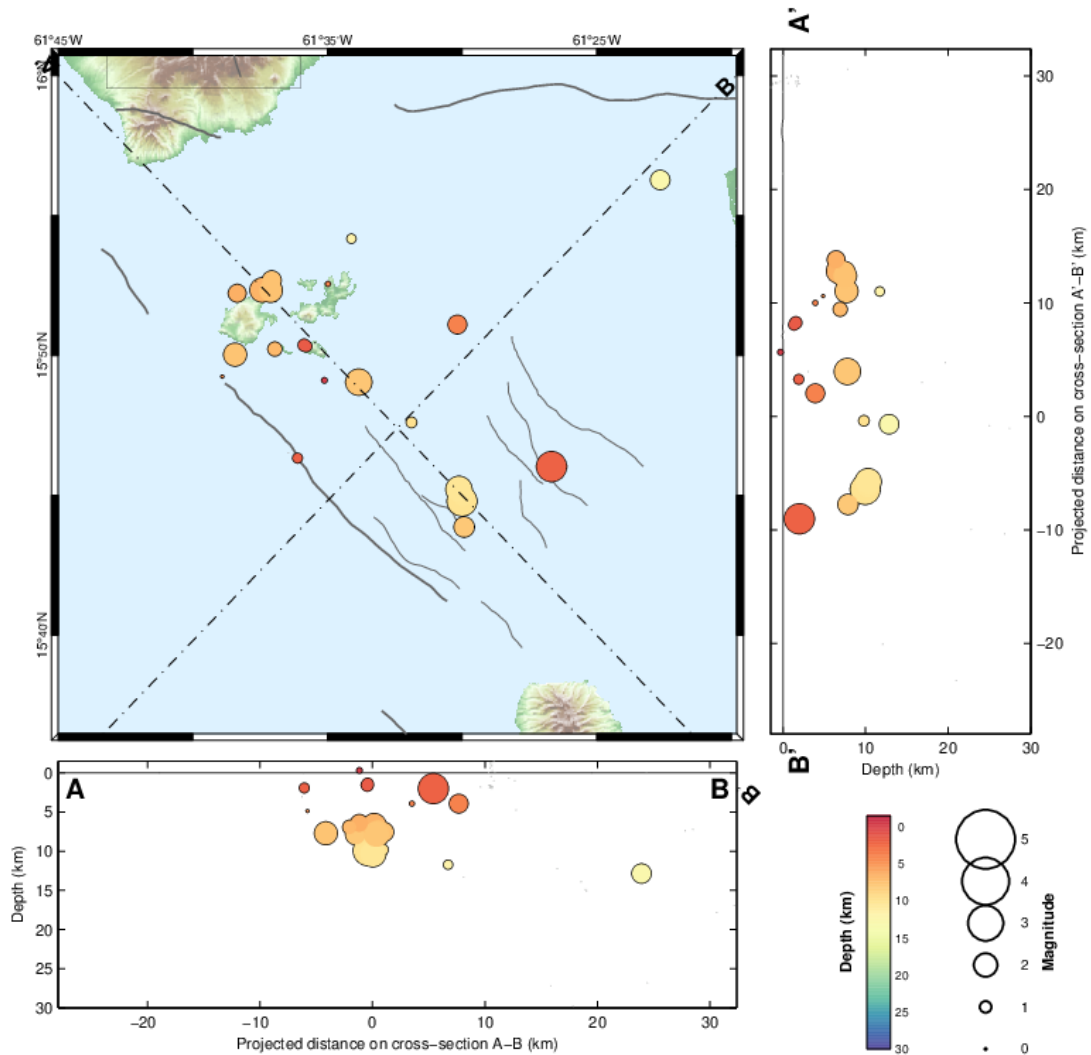 61°45'W 61°35'W 61°25'W
A
B
16°N
15°50'N
15°40'N
A'
30
20
10
0
−10
−20
Projected distance on cross−section A'−B' (km)
B'
0 10 20 30
Depth (km)
A
B
B
0
5
10
15
20
25
30
Depth (km)
−20 −10 0 10 20 30
Projected distance on cross−section A−B (km)
Depth (km)
0
5
10
15
20
25
30
5
4
3
2
1
0
Magnitude